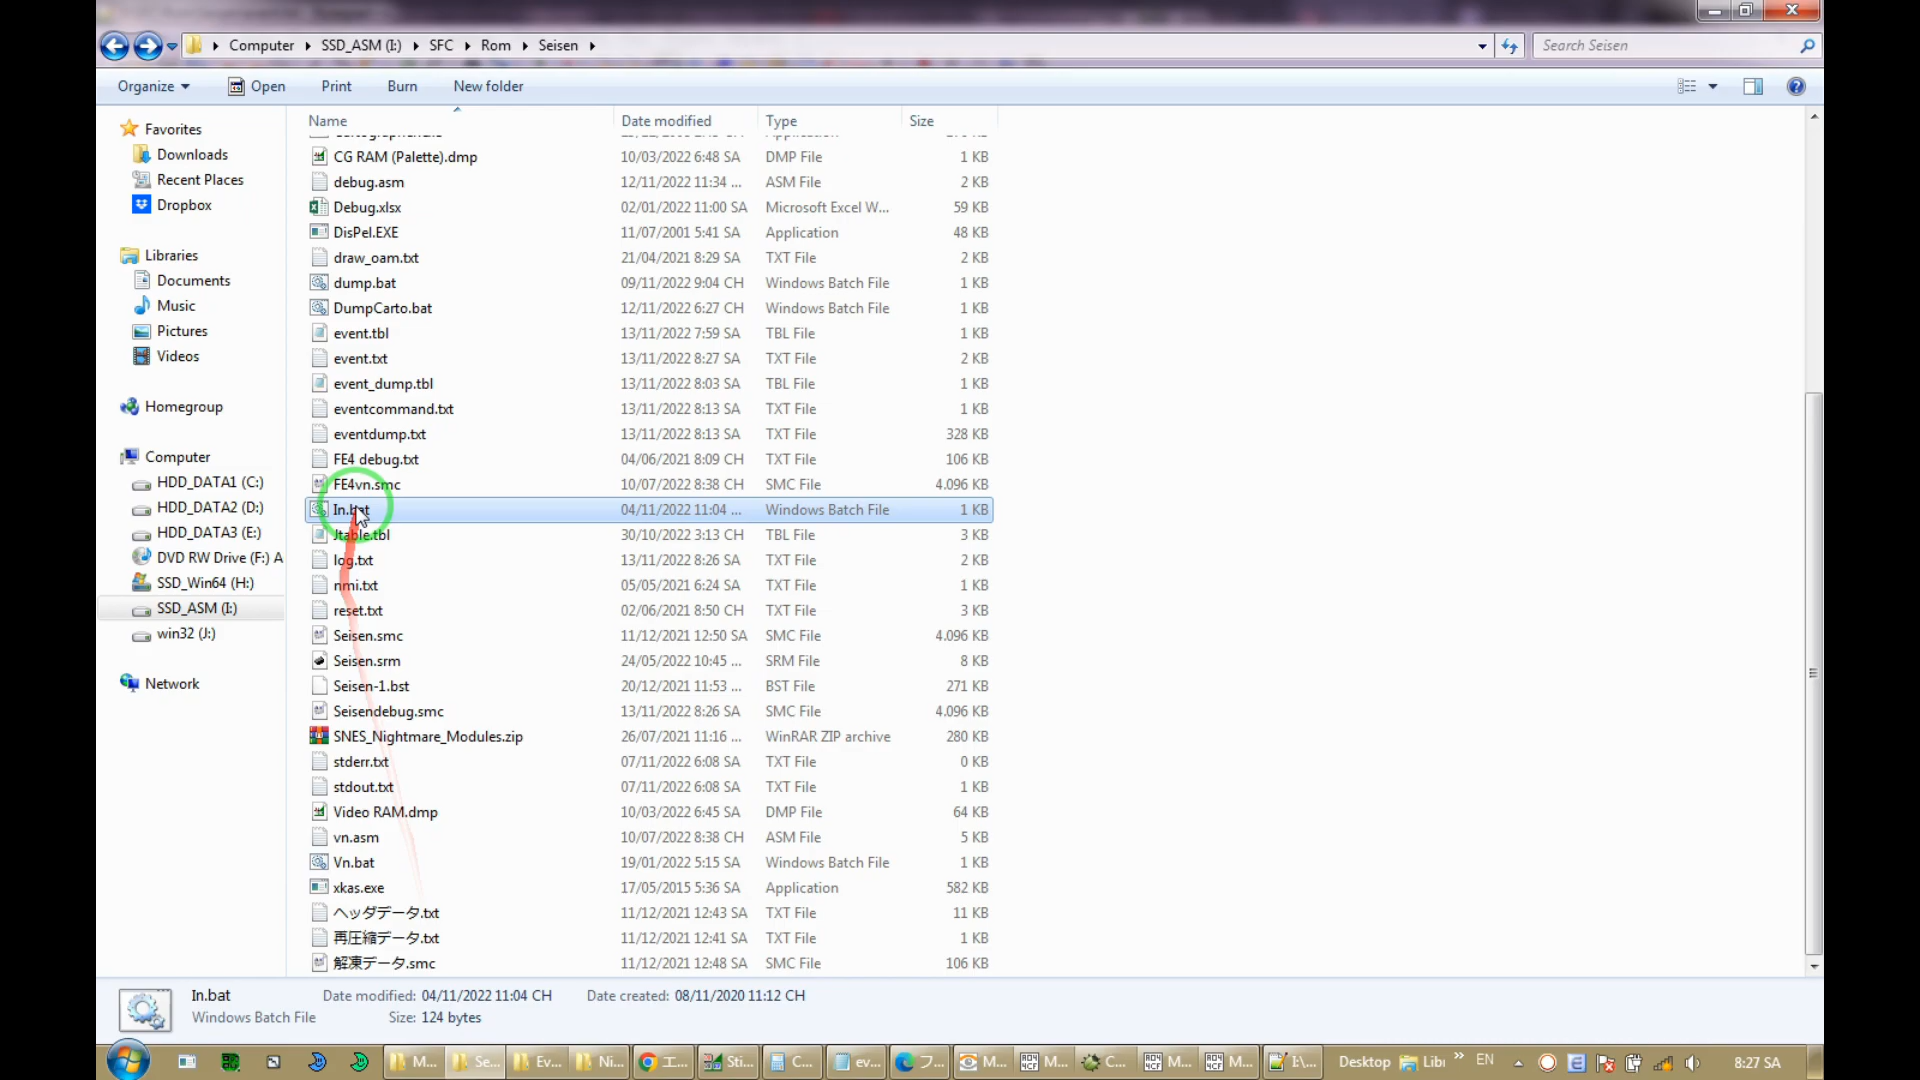 Computer SSD_ASM (I:) SFC Rom Seisen Search Seisen
Organize Open Print Burn New folder
Name Date modified Type Size
CG RAM (Palette).dmp 10/03/2022 6:48 SA DMP File 1 KB
debug.asm 12/11/2022 11:34 ... ASM File 2 KB
Debug.xlsx 02/01/2022 11:00 SA Microsoft Excel W... 59 KB
DisPel.EXE 11/07/2001 5:41 SA Application 48 KB
draw_oam.txt 21/04/2021 8:29 SA TXT File 2 KB
dump.bat 09/11/2022 9:04 CH Windows Batch File 1 KB
DumpCarto.bat 12/11/2022 6:27 CH Windows Batch File 1 KB
event.tbl 13/11/2022 7:59 SA TBL File 1 KB
event.txt 13/11/2022 8:27 SA TXT File 2 KB
event_dump.tbl 13/11/2022 8:03 SA TBL File 1 KB
eventcommand.txt 13/11/2022 8:13 SA TXT File 1 KB
eventdump.txt 13/11/2022 8:13 SA TXT File 328 KB
FE4 debug.txt 04/06/2021 8:09 CH TXT File 106 KB
FE4vn.smc 10/07/2022 8:38 CH SMC File 4.096 KB
In.bat 04/11/2022 11:04 ... Windows Batch File 1 KB
Jtable.tbl 30/10/2022 3:13 CH TBL File 3 KB
log.txt 13/11/2022 8:26 SA TXT File 2 KB
nmi.txt 05/05/2021 6:24 SA TXT File 1 KB
reset.txt 02/06/2021 8:50 CH TXT File 3 KB
Seisen.smc 11/12/2021 12:50 SA SMC File 4.096 KB
Seisen.srm 24/05/2022 10:45 ... SRM File 8 KB
Seisen-1.bst 20/12/2021 11:53 ... BST File 271 KB
Seisendebug.smc 13/11/2022 8:26 SA SMC File 4.096 KB
SNES_Nightmare_Modules.zip 26/07/2021 11:16 ... WinRAR ZIP archive 280 KB
stderr.txt 07/11/2022 6:08 SA TXT File 0 KB
stdout.txt 07/11/2022 6:08 SA TXT File 1 KB
Video RAM.dmp 10/03/2022 6:45 SA DMP File 64 KB
vn.asm 10/07/2022 8:38 CH ASM File 5 KB
Vn.bat 19/01/2022 5:15 SA Windows Batch File 1 KB
xkas.exe 17/05/2015 5:36 SA Application 582 KB
ヘッダデータ.txt 11/12/2021 12:43 SA TXT File 11 KB
再圧縮データ.txt 11/12/2021 12:41 SA TXT File 1 KB
解凍データ.smc 11/12/2021 12:48 SA SMC File 106 KB
Favorites
Downloads
Recent Places
Dropbox
Libraries
Documents
Music
Pictures
Videos
Homegroup
Computer
HDD_DATA1 (C:)
HDD_DATA2 (D:)
HDD_DATA3 (E:)
DVD RW Drive (F:) A
SSD_Win64 (H:)
SSD_ASM (I:)
win32 (J:)
Network
In.bat Date modified: 04/11/2022 11:04 CH Date created: 08/11/2020 11:12 CH
Windows Batch File Size: 124 bytes
M... Se... Ev... Ni... エ... Sti... C... ev... フ... M... M... C... M... M... I:\... Desktop Libr » EN 8:27 SA